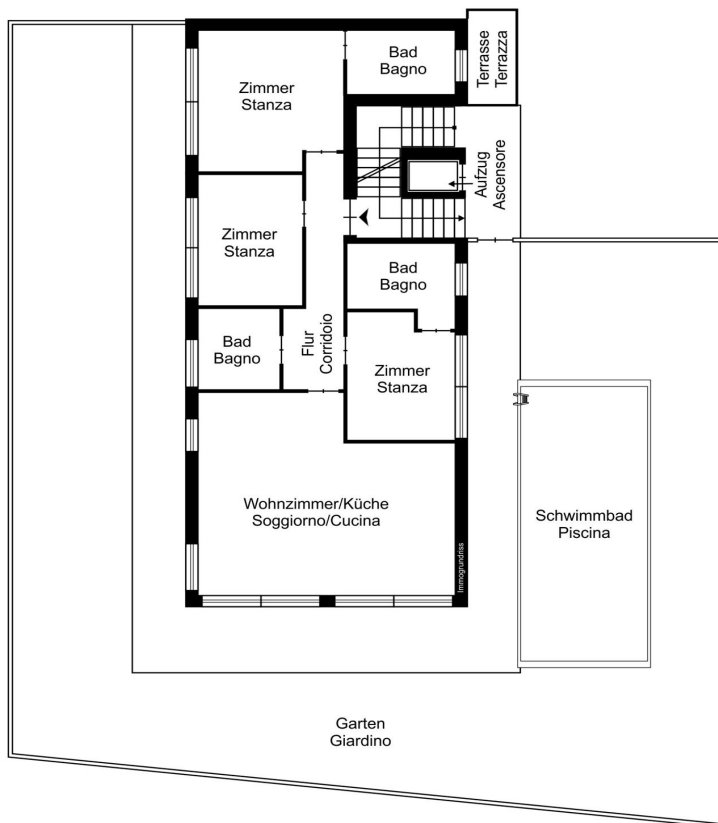 Bad
Bagno
Terrasse
Terrazza
Zimmer
Stanza
Aufzug
Ascensore
Zimmer
Stanza
Bad
Bagno
Bad
Bagno
Flur
Corridoio
Zimmer
Stanza
Wohnzimmer/Küche
Soggiorno/Cucina
Immogrundriss
Schwimmbad
Piscina
Garten
Giardino